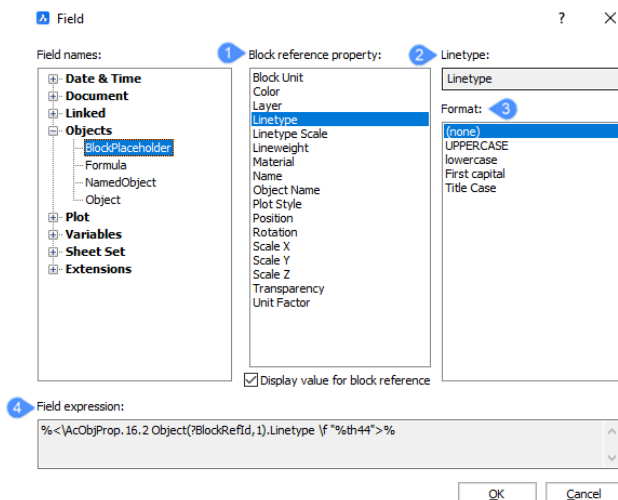 Field
? X
Field names:
1 Block reference property:
2 Linetype:
Date & Time
Document
Linked
Objects
BlockPlaceholder
Formula
NamedObject
Object
Plot
Variables
Sheet Set
Extensions
Block Unit
Color
Layer
Linetype
Linetype Scale
Lineweight
Material
Name
Object Name
Plot Style
Position
Rotation
Scale X
Scale Y
Scale Z
Transparency
Unit Factor
Display value for block reference
Linetype
Format: 3
(none)
UPPERCASE
lowercase
First capital
Title Case
4 Field expression:
%<\AcObjProp.16.2 Object(?BlockRefId,1).Linetype \f "%th44">%
OK Cancel